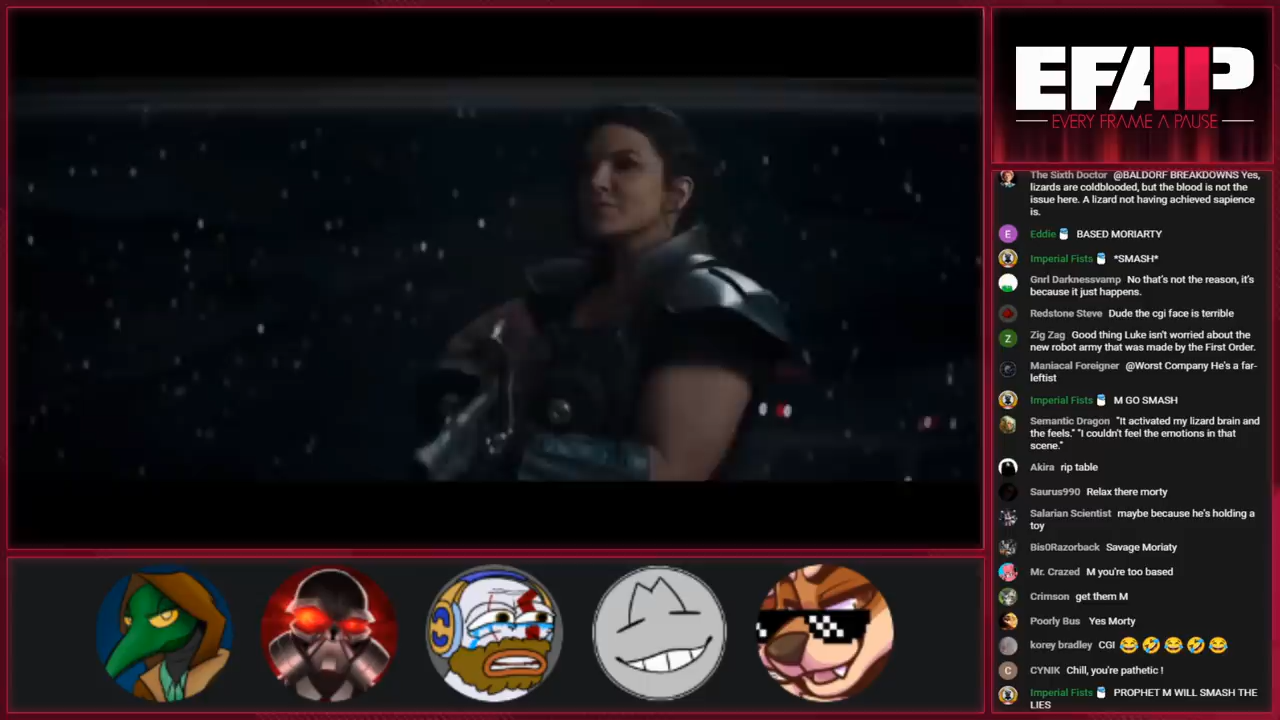 EFAP
EVERY FRAME A PAUSE
The Sixth Doctor @BALDORF BREAKDOWNS Yes,
lizards are coldblooded, but the blood is not the
issue here. A lizard not having achieved sapience
is.
E Eddie BASED MORIARTY
Imperial Fists *SMASH*
Gnrl Darknessvamp No that's not the reason, it's
because it just happens.
Redstone Steve Dude the cgi face is terrible
Z Zig Zag Good thing Luke isn't worried about the
new robot army that was made by the First Order.
Maniacal Foreigner @Worst Company He's a far-
leftist
Imperial Fists M GO SMASH
Semantic Dragon "It activated my lizard brain and
the feels." "I couldn't feel the emotions in that
scene."
Akira rip table
Saurus990 Relax there morty
Salarian Scientist maybe because he's holding a
toy
Bis0Razorback Savage Moriaty
Mr. Crazed M you're too based
Crimson get them M
Poorly Bus Yes Morty
korey bradley CGI 😂🤣😂🤣😂
C CYNIK Chill, you're pathetic !
Imperial Fists PROPHET M WILL SMASH THE
LIES